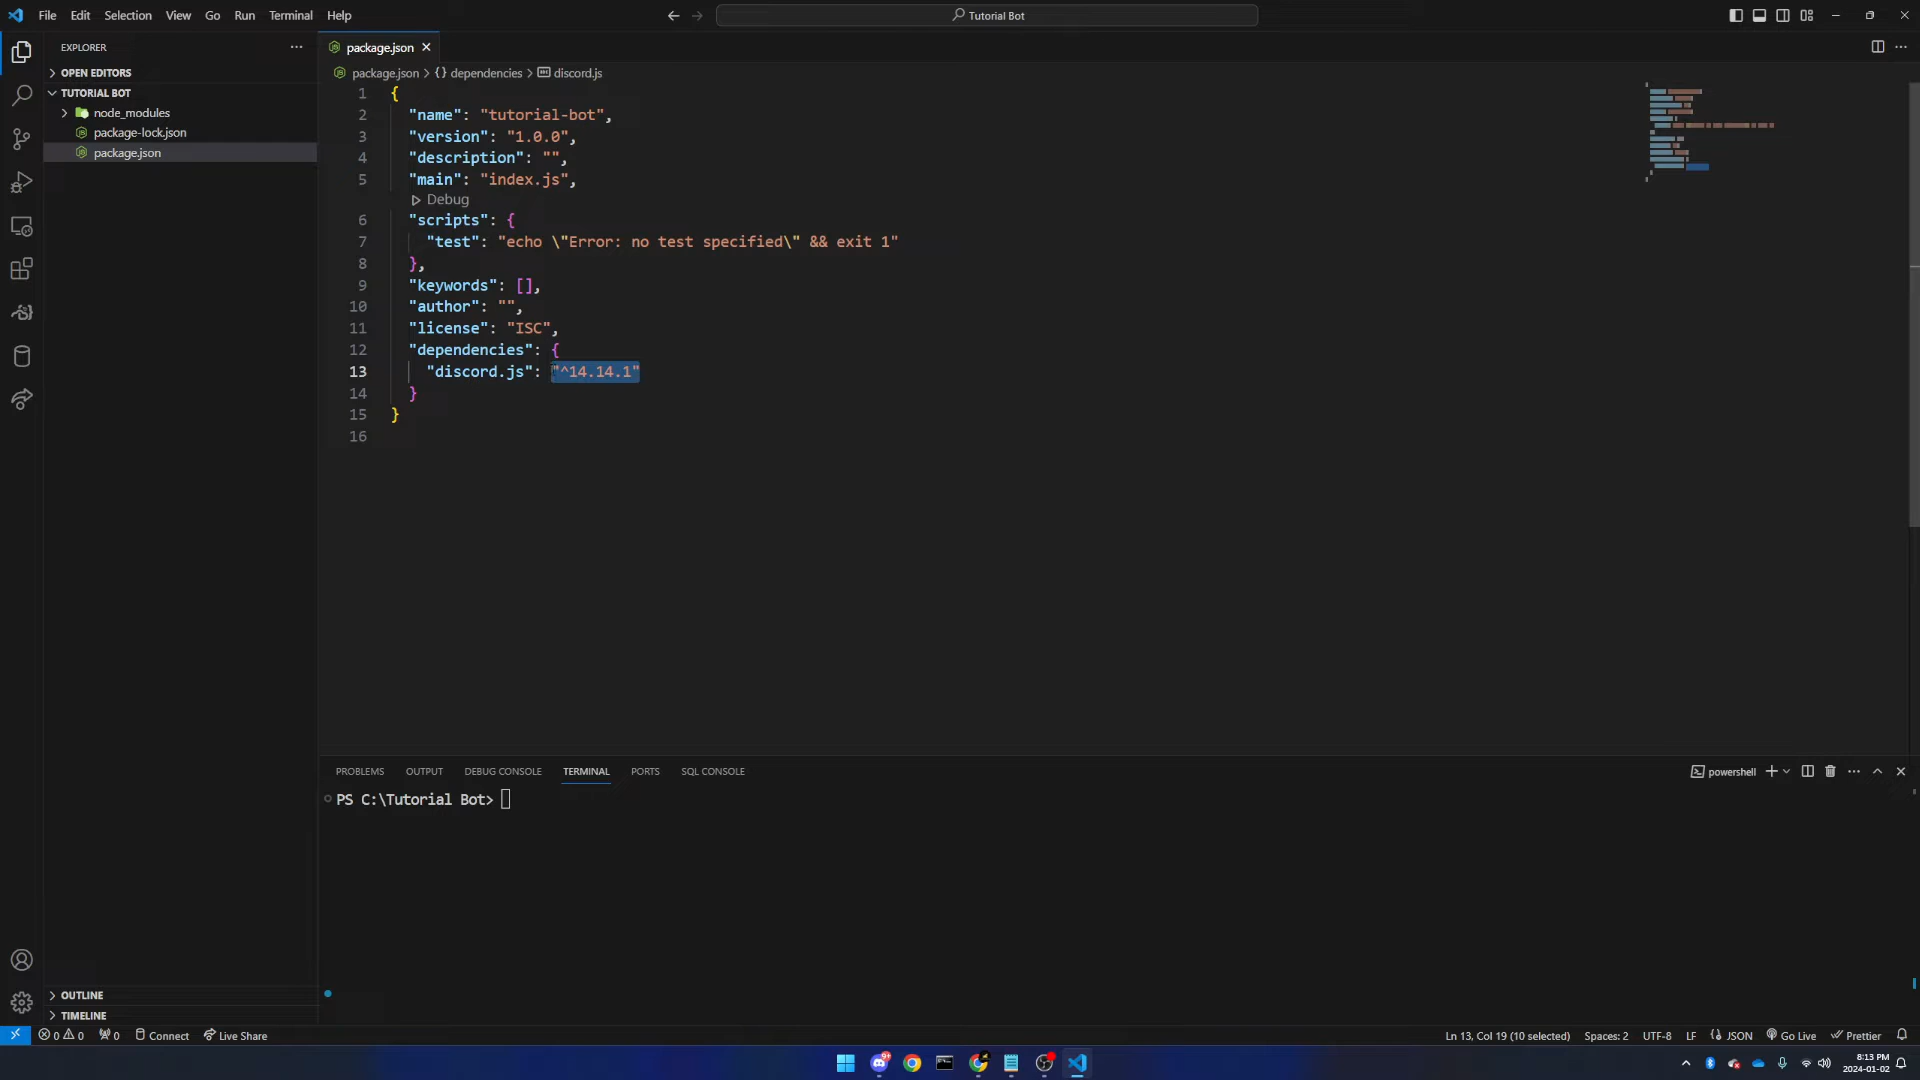 File Edit Selection View Go Run Terminal Help
Tutorial Bot
EXPLORER
OPEN EDITORS
TUTORIAL BOT
node_modules
package-lock.json
package.json
package.json
package.json > {} dependencies > discord.js
1 {
2 "name": "tutorial-bot",
3 "version": "1.0.0",
4 "description": "",
5 "main": "index.js",
Debug
6 "scripts": {
7 "test": "echo \"Error: no test specified\" && exit 1"
8 },
9 "keywords": [],
10 "author": "",
11 "license": "ISC",
12 "dependencies": {
13 "discord.js": "^14.14.1"
14 }
15 }
16
PROBLEMS OUTPUT DEBUG CONSOLE TERMINAL PORTS SQL CONSOLE
powershell
PS C:\Tutorial Bot>
OUTLINE
TIMELINE
0 0 0 Connect Live Share
Ln 13, Col 19 (10 selected) Spaces: 2 UTF-8 LF {} JSON Go Live Prettier
8:13 PM
2024-01-02